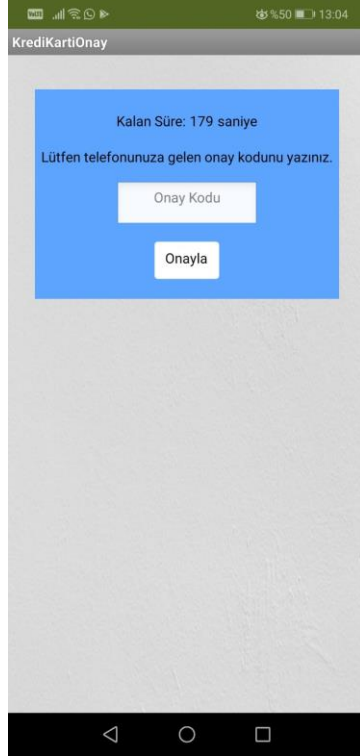 %50 13:04
KrediKartiOnay
Kalan Süre: 179 saniye
Lütfen telefonunuza gelen onay kodunu yazınız.
Onay Kodu
Onayla